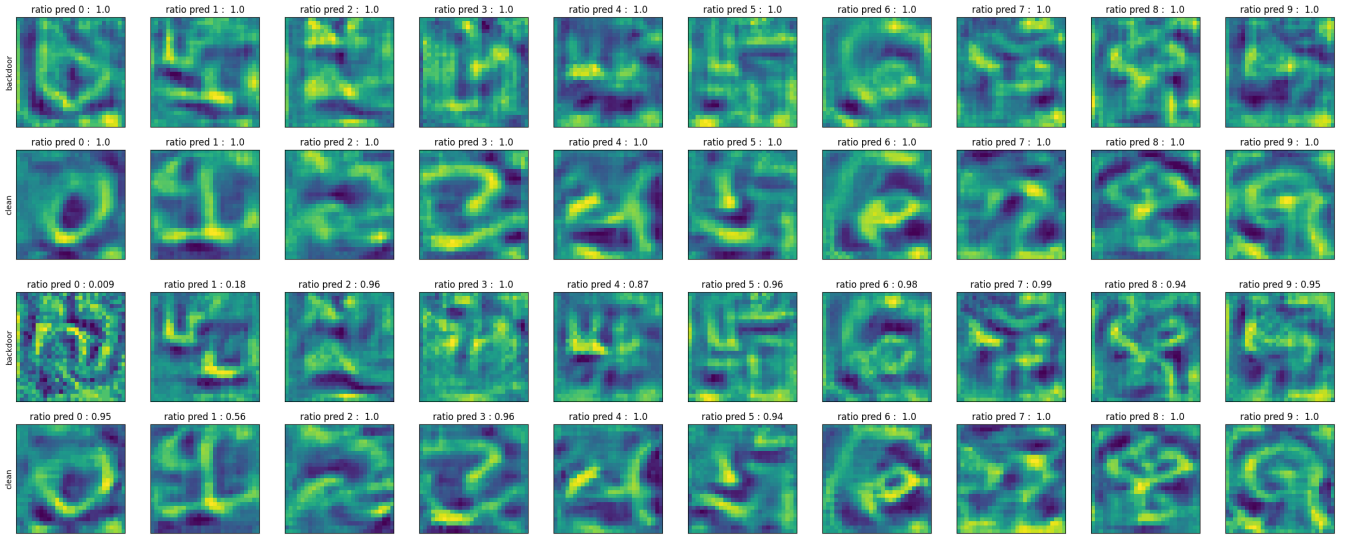 ratio pred 0 : 1.0 ratio pred 1 : 1.0 ratio pred 2 : 1.0 ratio pred 3 : 1.0 ratio pred 4 : 1.0 ratio pred 5 : 1.0 ratio pred 6 : 1.0 ratio pred 7 : 1.0 ratio pred 8 : 1.0 ratio pred 9 : 1.0
backdoor
ratio pred 0 : 1.0 ratio pred 1 : 1.0 ratio pred 2 : 1.0 ratio pred 3 : 1.0 ratio pred 4 : 1.0 ratio pred 5 : 1.0 ratio pred 6 : 1.0 ratio pred 7 : 1.0 ratio pred 8 : 1.0 ratio pred 9 : 1.0
clean
ratio pred 0 : 0.009 ratio pred 1 : 0.18 ratio pred 2 : 0.96 ratio pred 3 : 1.0 ratio pred 4 : 0.87 ratio pred 5 : 0.96 ratio pred 6 : 0.98 ratio pred 7 : 0.99 ratio pred 8 : 0.94 ratio pred 9 : 0.95
backdoor
ratio pred 0 : 0.95 ratio pred 1 : 0.56 ratio pred 2 : 1.0 ratio pred 3 : 0.96 ratio pred 4 : 1.0 ratio pred 5 : 0.94 ratio pred 6 : 1.0 ratio pred 7 : 1.0 ratio pred 8 : 1.0 ratio pred 9 : 1.0
clean